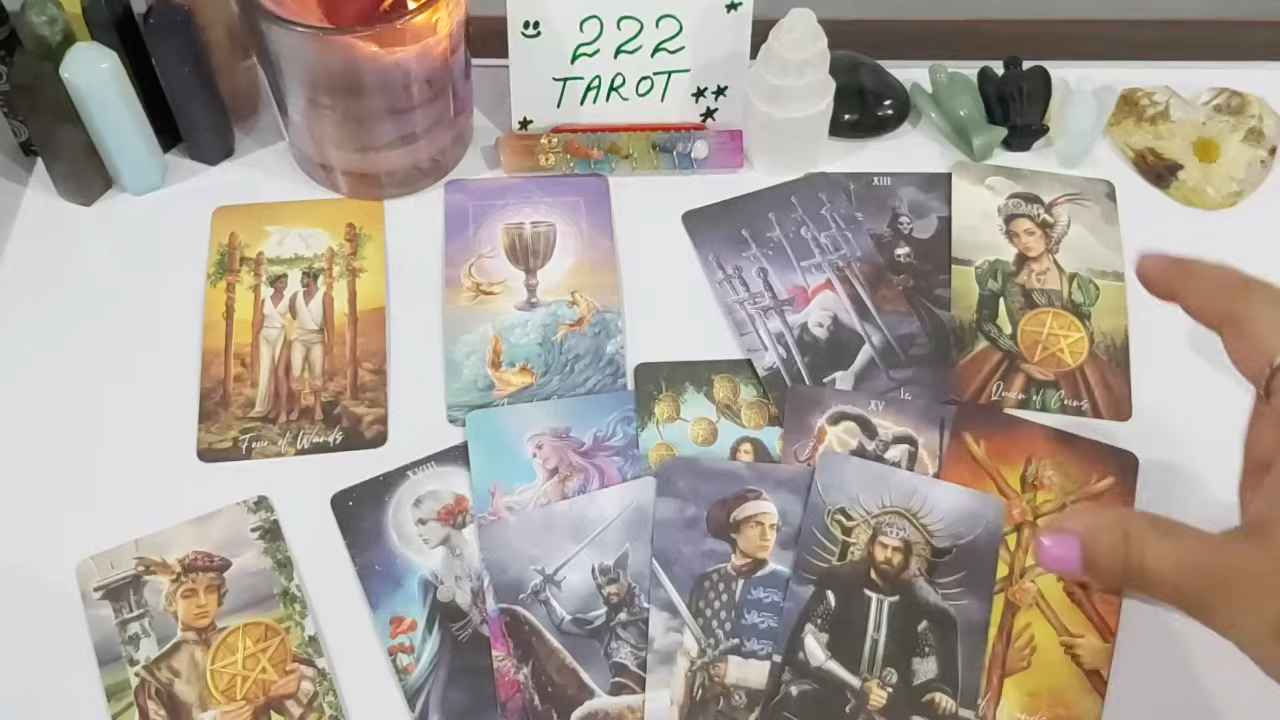 222
TAROT
XIII
Four of Wands
Queen of Coins
XV
XVIII